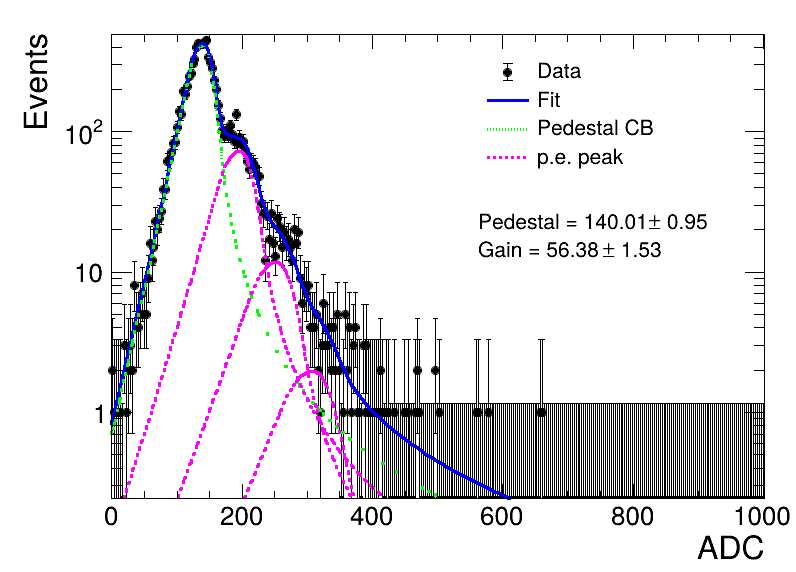 Events
Data
Fit
Pedestal CB
p.e. peak
Pedestal = 140.01± 0.95
Gain = 56.38± 1.53
10²
10
1
0 200 400 600 800 1000
ADC